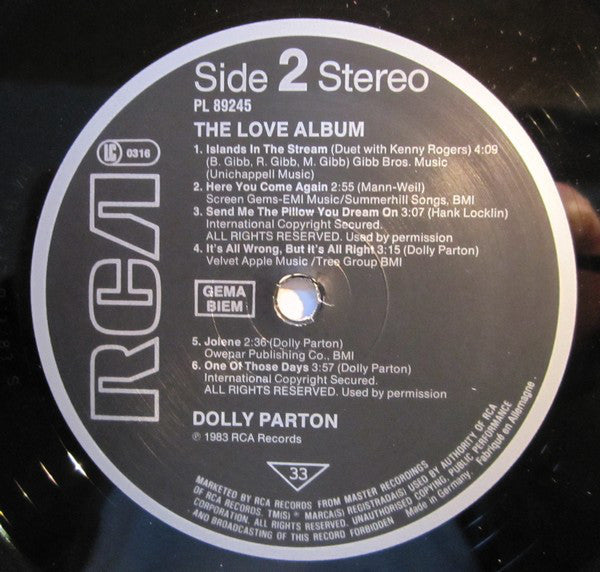 Side 2 Stereo
PL 89245
THE LOVE ALBUM
1. Islands In The Stream (Duet with Kenny Rogers) 4:09
(B. Gibb, R. Gibb, M. Gibb) Gibb Bros. Music
(Unichappell Music)
2. Here You Come Again 2:55 (Mann-Weil)
Screen Gems-EMI Music/Summerhill Songs, BMI
3. Send Me The Pillow You Dream On 3:07 (Hank Locklin)
International Copyright Secured.
ALL RIGHTS RESERVED. Used by permission
4. It's All Wrong, But It's All Right 3:15 (Dolly Parton)
Velvet Apple Music /Tree Group BMI
LC 0316
RCA
GEMA
BIEM
5. Jolene 2:36 (Dolly Parton)
Owepar Publishing Co., BMI
6. One Of Those Days 3:57 (Dolly Parton)
International Copyright Secured.
ALL RIGHTS RESERVED. Used by permission
DOLLY PARTON
℗ 1983 RCA Records
33
MARKETED BY RCA RECORDS FROM MASTER RECORDINGS
OF RCA RECORDS. TM(S) ® MARCA(S) REGISTRADA(S) USED BY AUTHORITY OF RCA
CORPORATION. ALL RIGHTS RESERVED. UNAUTHORISED COPYING, PUBLIC PERFORMANCE
AND BROADCASTING OF THIS RECORD FORBIDDEN Made in Germany. Fabriqué en Allemagne.